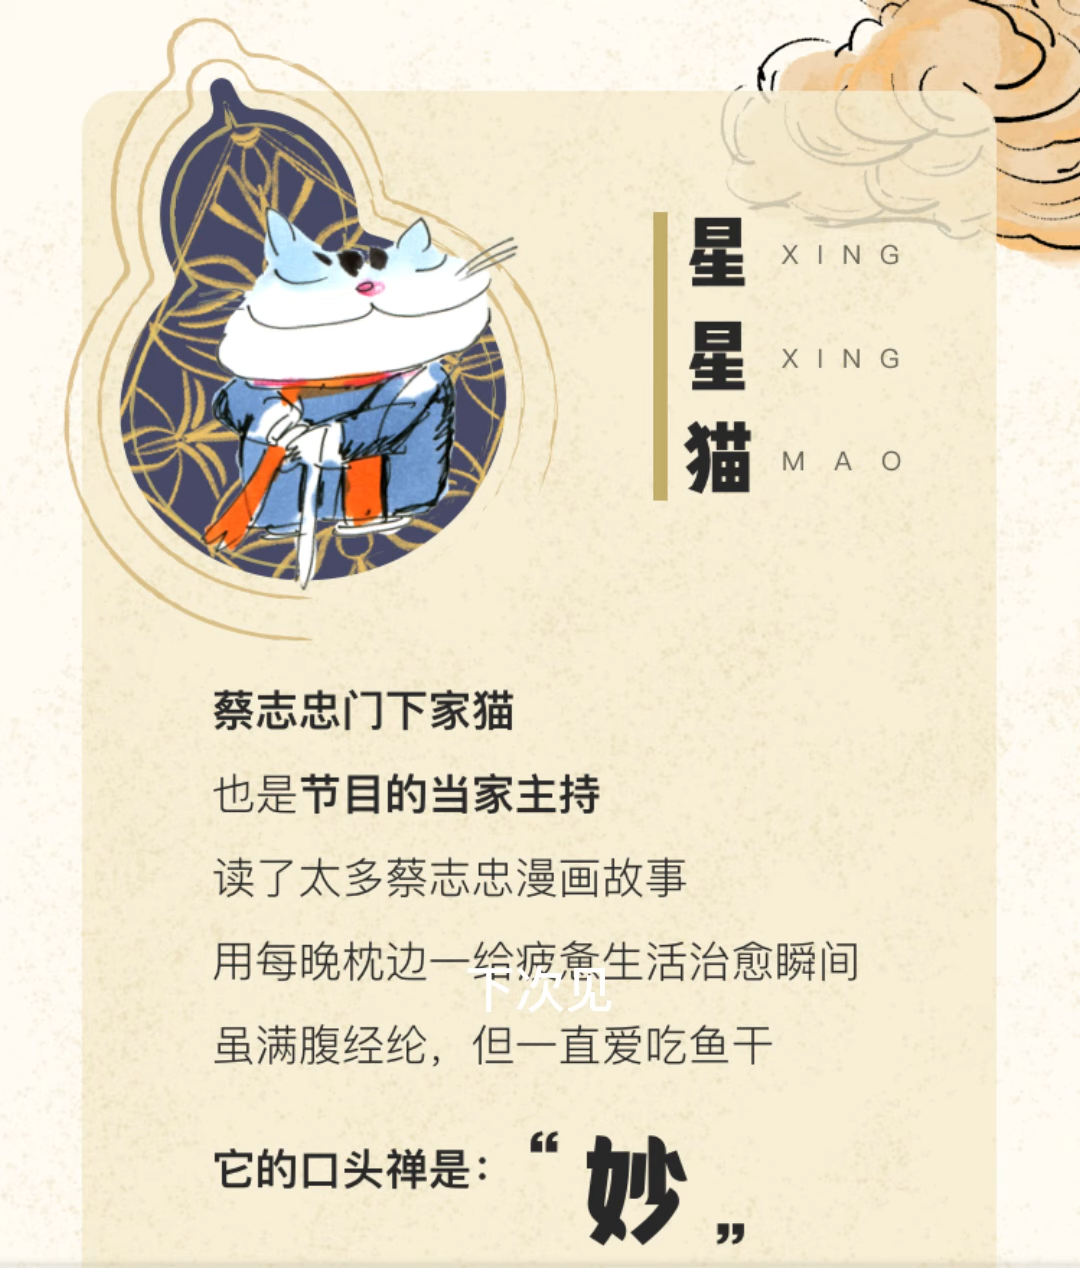 星 XING
星 XING
猫 MAO
蔡志忠门下家猫
也是节目的当家主持
读了太多蔡志忠漫画故事
用每晚枕边一给疲惫生活治愈瞬间
下次见
虽满腹经纶，但一直爱吃鱼干
它的口头禅是：“妙”